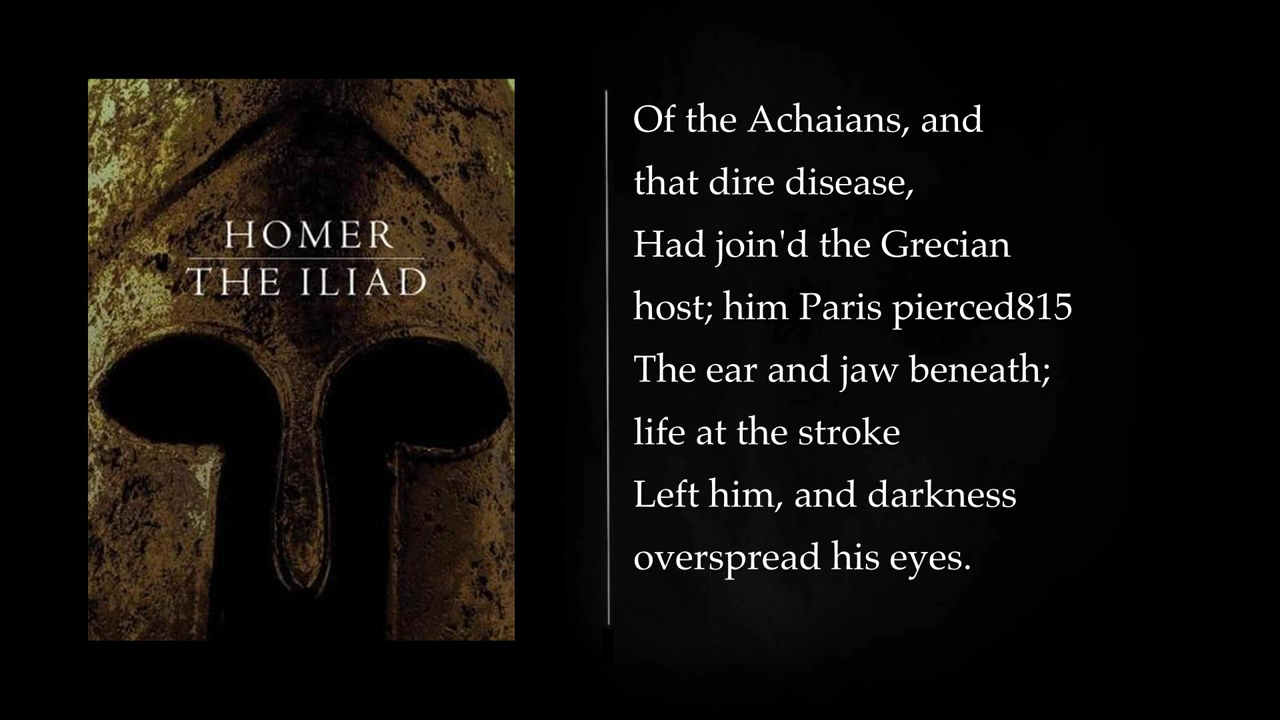 HOMER
THE ILIAD
Of the Achaians, and
that dire disease,
Had join'd the Grecian
host; him Paris pierced815
The ear and jaw beneath;
life at the stroke
Left him, and darkness
overspread his eyes.